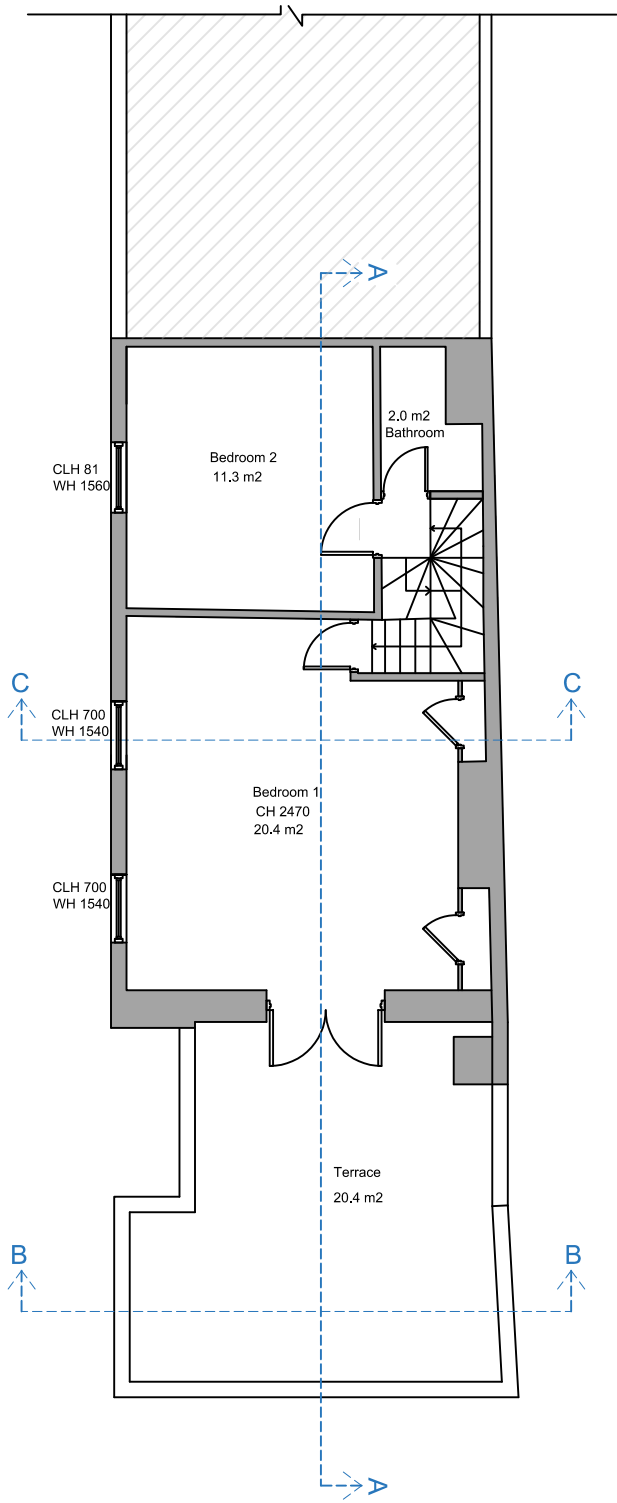 A
2.0 m2
Bathroom
Bedroom 2
11.3 m2
CLH 81
WH 1560
C
C
CLH 700
WH 1540
Bedroom 1
CH 2470
20.4 m2
CLH 700
WH 1540
Terrace
20.4 m2
B
B
A